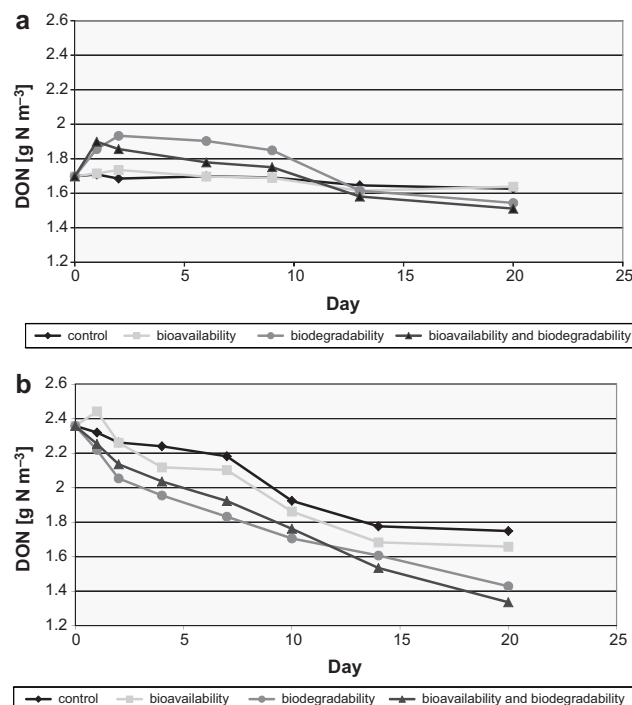 a
2.6
2.4
2.2
2
1.8
1.6
1.4
1.2
DON [g N m⁻³]
0 5 10 15 20 25
Day
control bioavailability biodegradability bioavailability and biodegradability
b
2.6
2.4
2.2
2
1.8
1.6
1.4
1.2
DON [g N m⁻³]
0 5 10 15 20 25
Day
control bioavailability biodegradability bioavailability and biodegradability